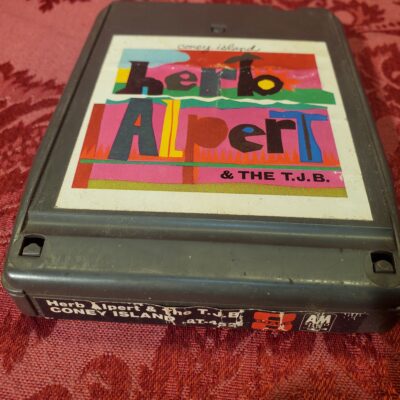 coney island
herb
Alpert
& THE T.J.B.
Herb Alpert & The T.J.B.
CONEY ISLAND
A&M